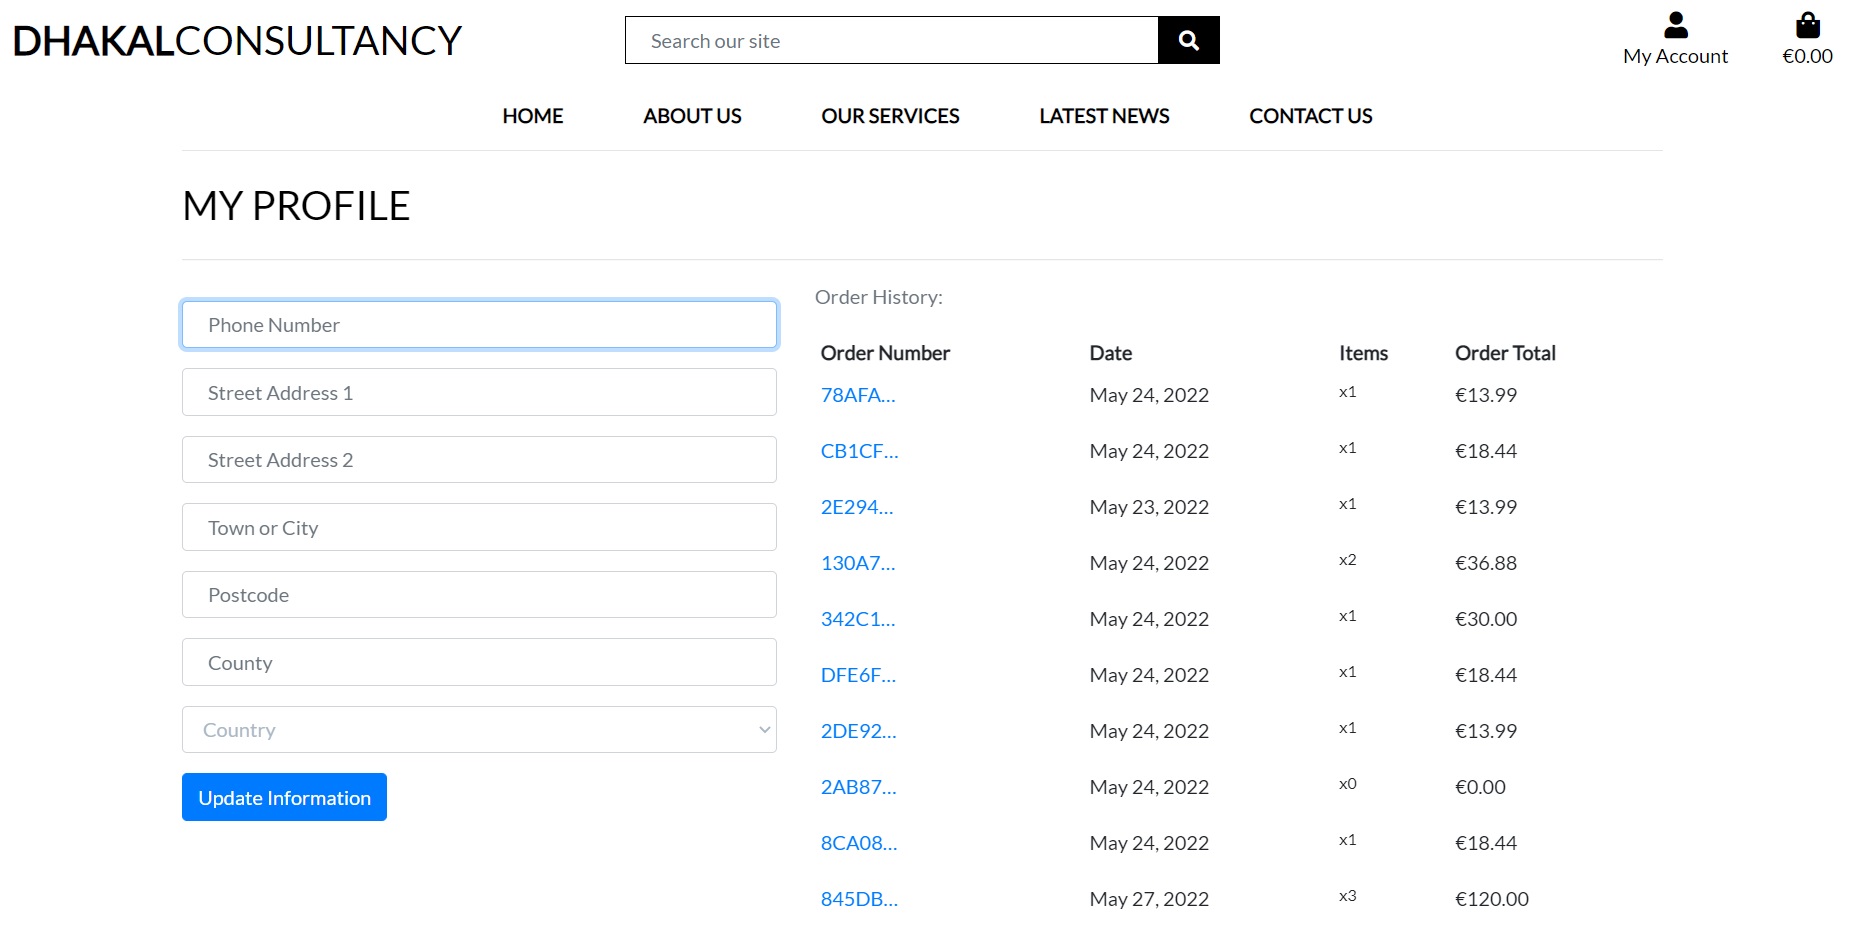 DHAKALCONSULTANCY
Search our site
My Account
€0.00
HOME ABOUT US OUR SERVICES LATEST NEWS CONTACT US
MY PROFILE
Phone Number
Street Address 1
Street Address 2
Town or City
Postcode
County
Country
Update Information
Order History:
Order Number Date Items Order Total
78AFA... May 24, 2022 x1 €13.99
CB1CF... May 24, 2022 x1 €18.44
2E294... May 23, 2022 x1 €13.99
130A7... May 24, 2022 x2 €36.88
342C1... May 24, 2022 x1 €30.00
DFE6F... May 24, 2022 x1 €18.44
2DE92... May 24, 2022 x1 €13.99
2AB87... May 24, 2022 x0 €0.00
8CA08... May 24, 2022 x1 €18.44
845DB... May 27, 2022 x3 €120.00